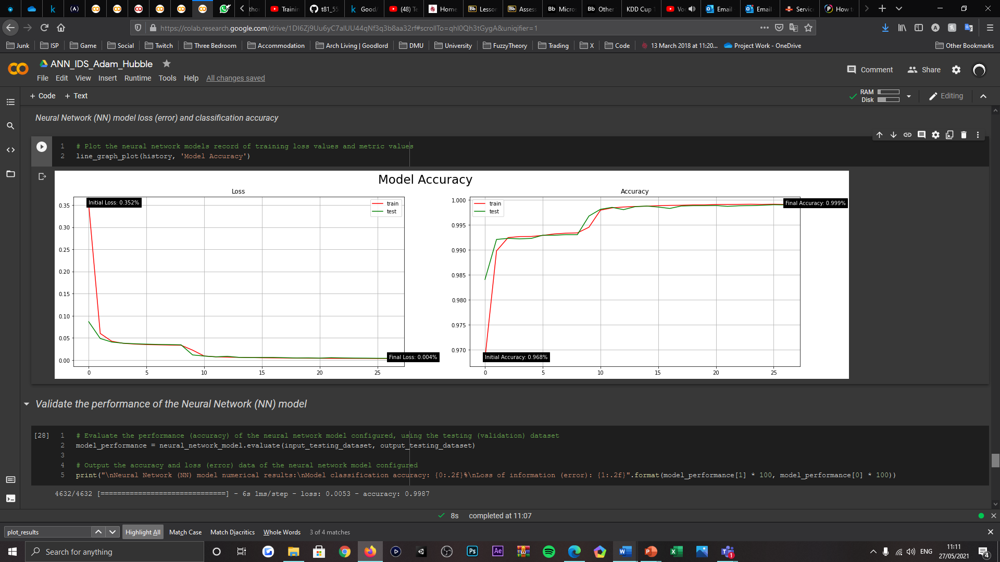 thor
Trainin
t81_55
Good/
(48) Te
Home
Bb Lesson
Bb Assess
Bb Micros
Bb Other
KDD Cup 1
Vo
Email
Email
Servic
How t
https://colab.research.google.com/drive/1DI6Zj9Uu6yC7alUU44qNf3q3b8aa32rf#scrollTo=qhI0Qh3tGygA&uniqifier=1
Junk ISP Game Social Twitch Three Bedroom Accommodation Arch Living | Goodlord DMU University FuzzyTheory Trading X Code 13 March 2018 at 11:20... Project Work - OneDrive Other Bookmarks
ANN_IDS_Adam_Hubble
Comment Share
File Edit View Insert Runtime Tools Help All changes saved
+ Code + Text
RAM
Disk
Editing
Neural Network (NN) model loss (error) and classification accuracy
1 # Plot the neural network models record of training loss values and metric values
2 line_graph_plot(history, 'Model Accuracy')
Model Accuracy
Loss
Initial Loss: 0.352%
train
test
0.35
0.30
0.25
0.20
0.15
0.10
0.05
0.00
Final Loss: 0.004%
0 5 10 15 20 25
Accuracy
train
test
Final Accuracy: 0.999%
1.000
0.995
0.990
0.985
0.980
0.975
0.970
Initial Accuracy: 0.968%
0 5 10 15 20 25
Validate the performance of the Neural Network (NN) model
[28] 1 # Evaluate the performance (accuracy) of the neural network model configured, using the testing (validation) dataset
2 model_performance = neural_network_model.evaluate(input_testing_dataset, output_testing_dataset)
3
4 # Output the accuracy and loss (error) data of the neural network model configured
5 print("\nNeural Network (NN) model numerical results:\nModel classification accuracy: {0:.2f}%\nLoss of information (error): {1:.2f}".format(model_performance[1] * 100, model_performance[0] * 100))
4632/4632 [==============================] - 6s 1ms/step - loss: 0.0053 - accuracy: 0.9987
8s completed at 11:07
plot_results Highlight All Match Case Match Diacritics Whole Words 3 of 4 matches
Search for anything
Ps
Ae
ENG
11:11
27/05/2021
4
1